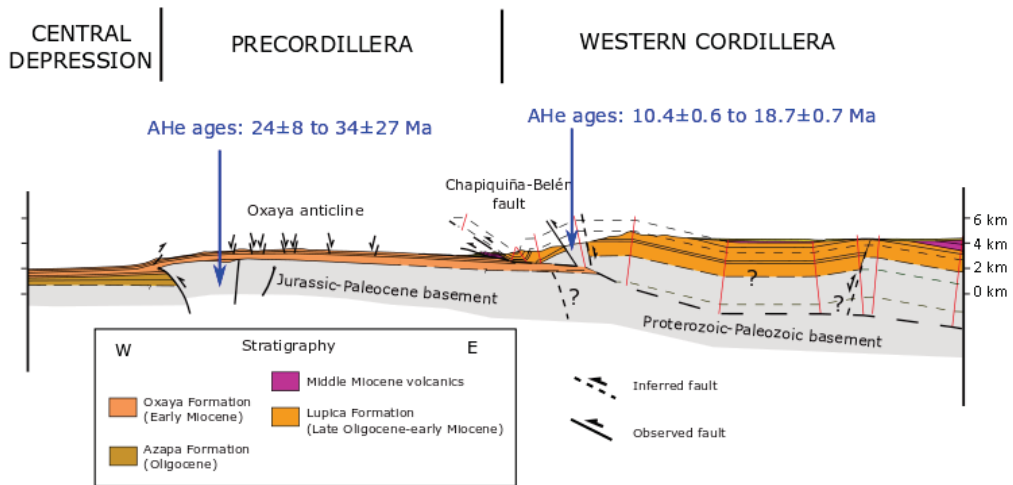 CENTRAL
DEPRESSION
PRECORDILLERA
WESTERN CORDILLERA
AHe ages: 24±8 to 34±27 Ma
AHe ages: 10.4±0.6 to 18.7±0.7 Ma
Chapiquiña-Belén
fault
Oxaya anticline
6 km
4 km
2 km
0 km
Jurassic-Paleocene basement
?
?
?
Proterozoic-Paleozoic basement
W
Stratigraphy
E
Middle Miocene volcanics
Oxaya Formation
(Early Miocene)
Lupica Formation
(Late Oligocene-early Miocene)
Azapa Formation
(Oligocene)
Inferred fault
Observed fault